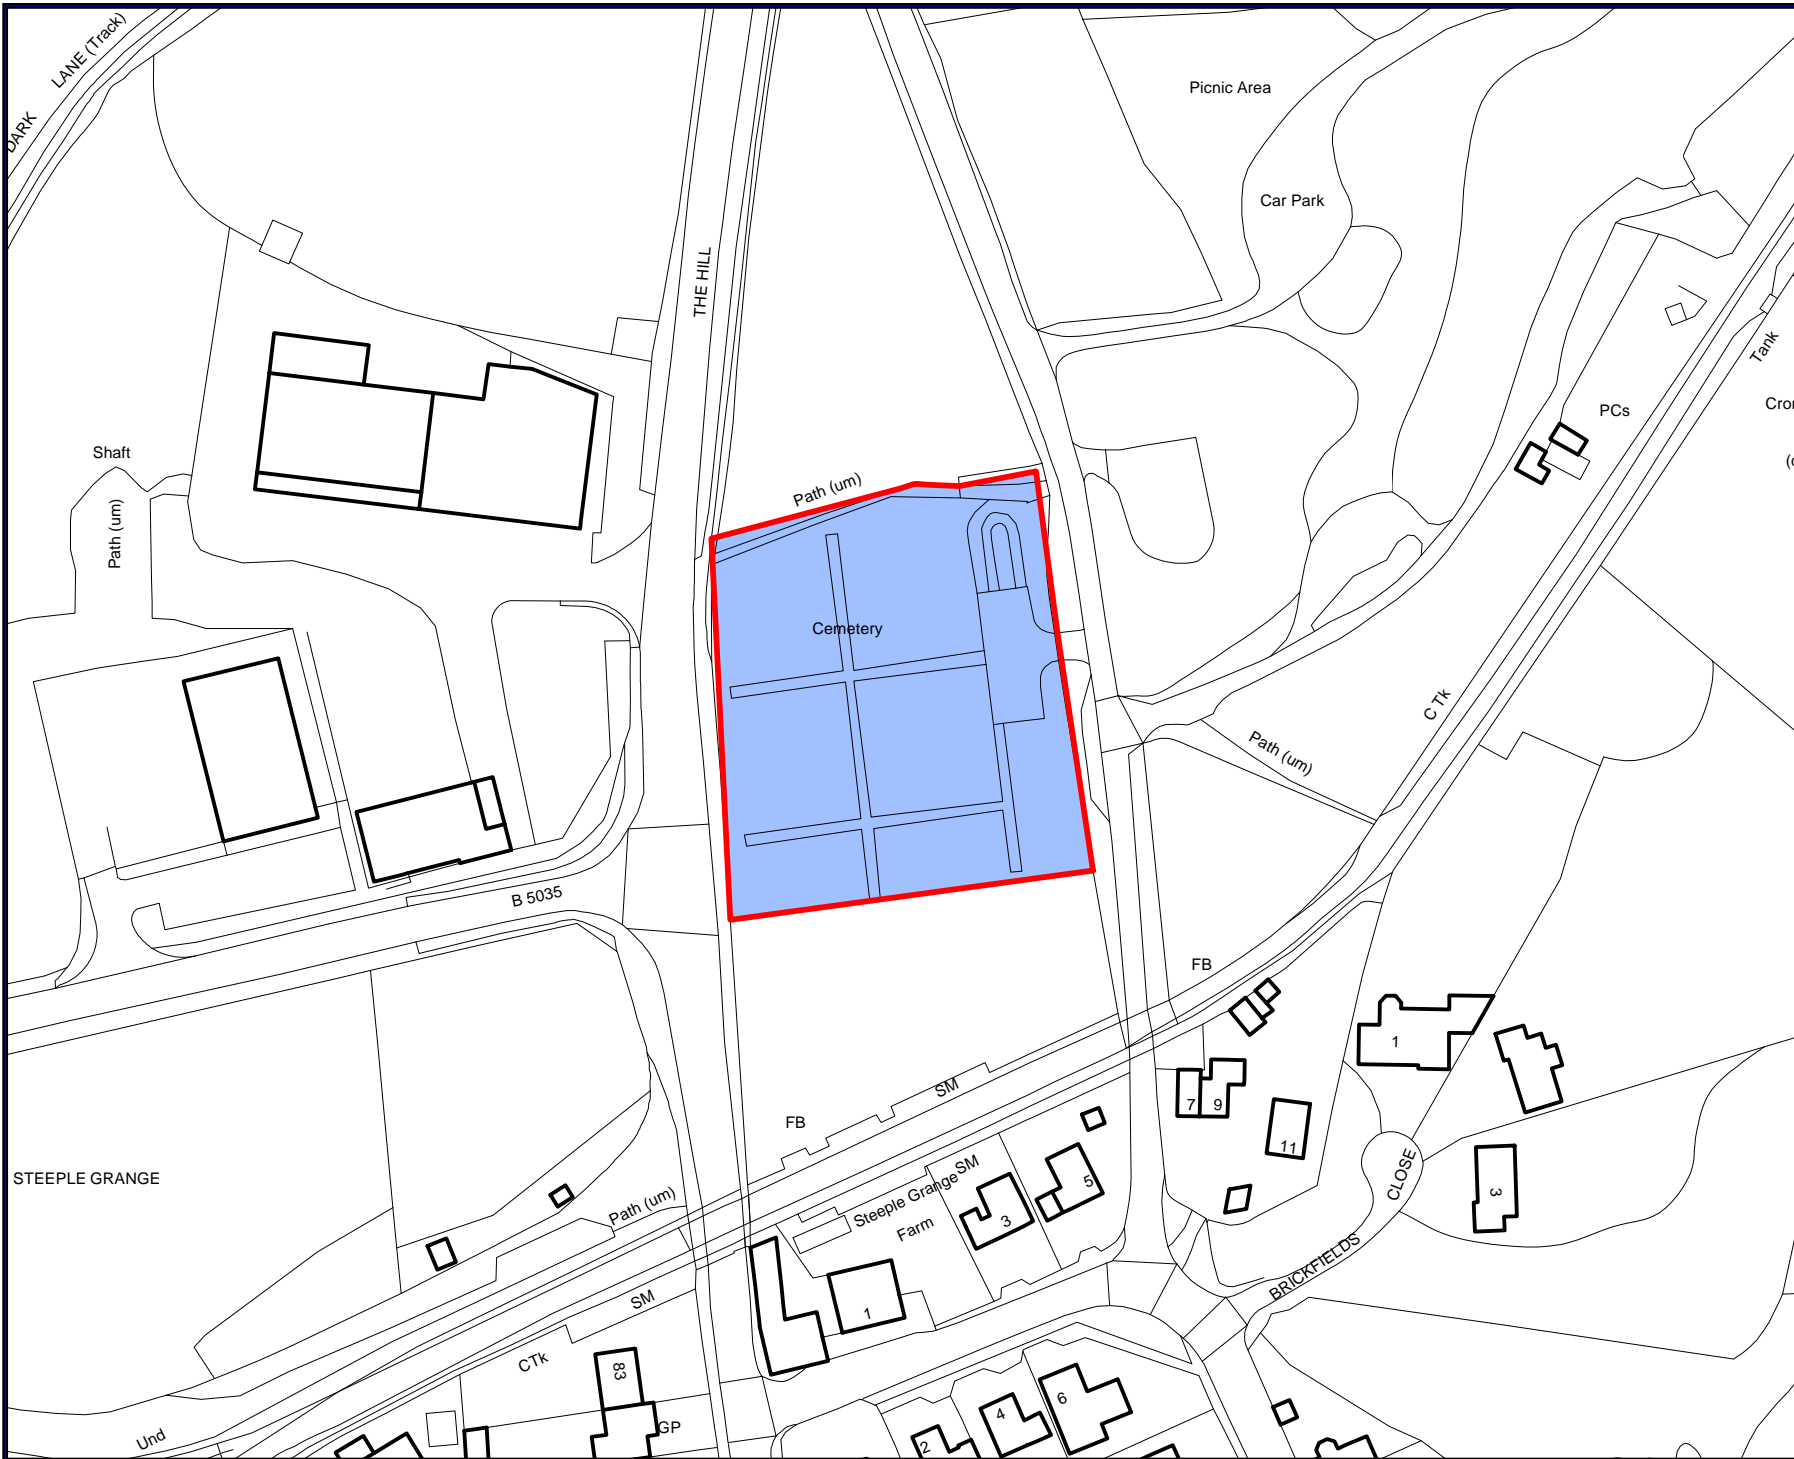 LANE (Track)
DARK
Picnic Area
Car Park
THE HILL
Tank
PCs
Shaft
Path (um)
Path (um)
Cemetery
C Tk
Path (um)
B 5035
FB
1
SM
7
9
FB
11
CLOSE
STEEPLE GRANGE
SM
5
3
Steeple Grange
Farm
3
Path (um)
BRICKFIELDS
SM
1
CTk
83
6
4
GP
2
Und